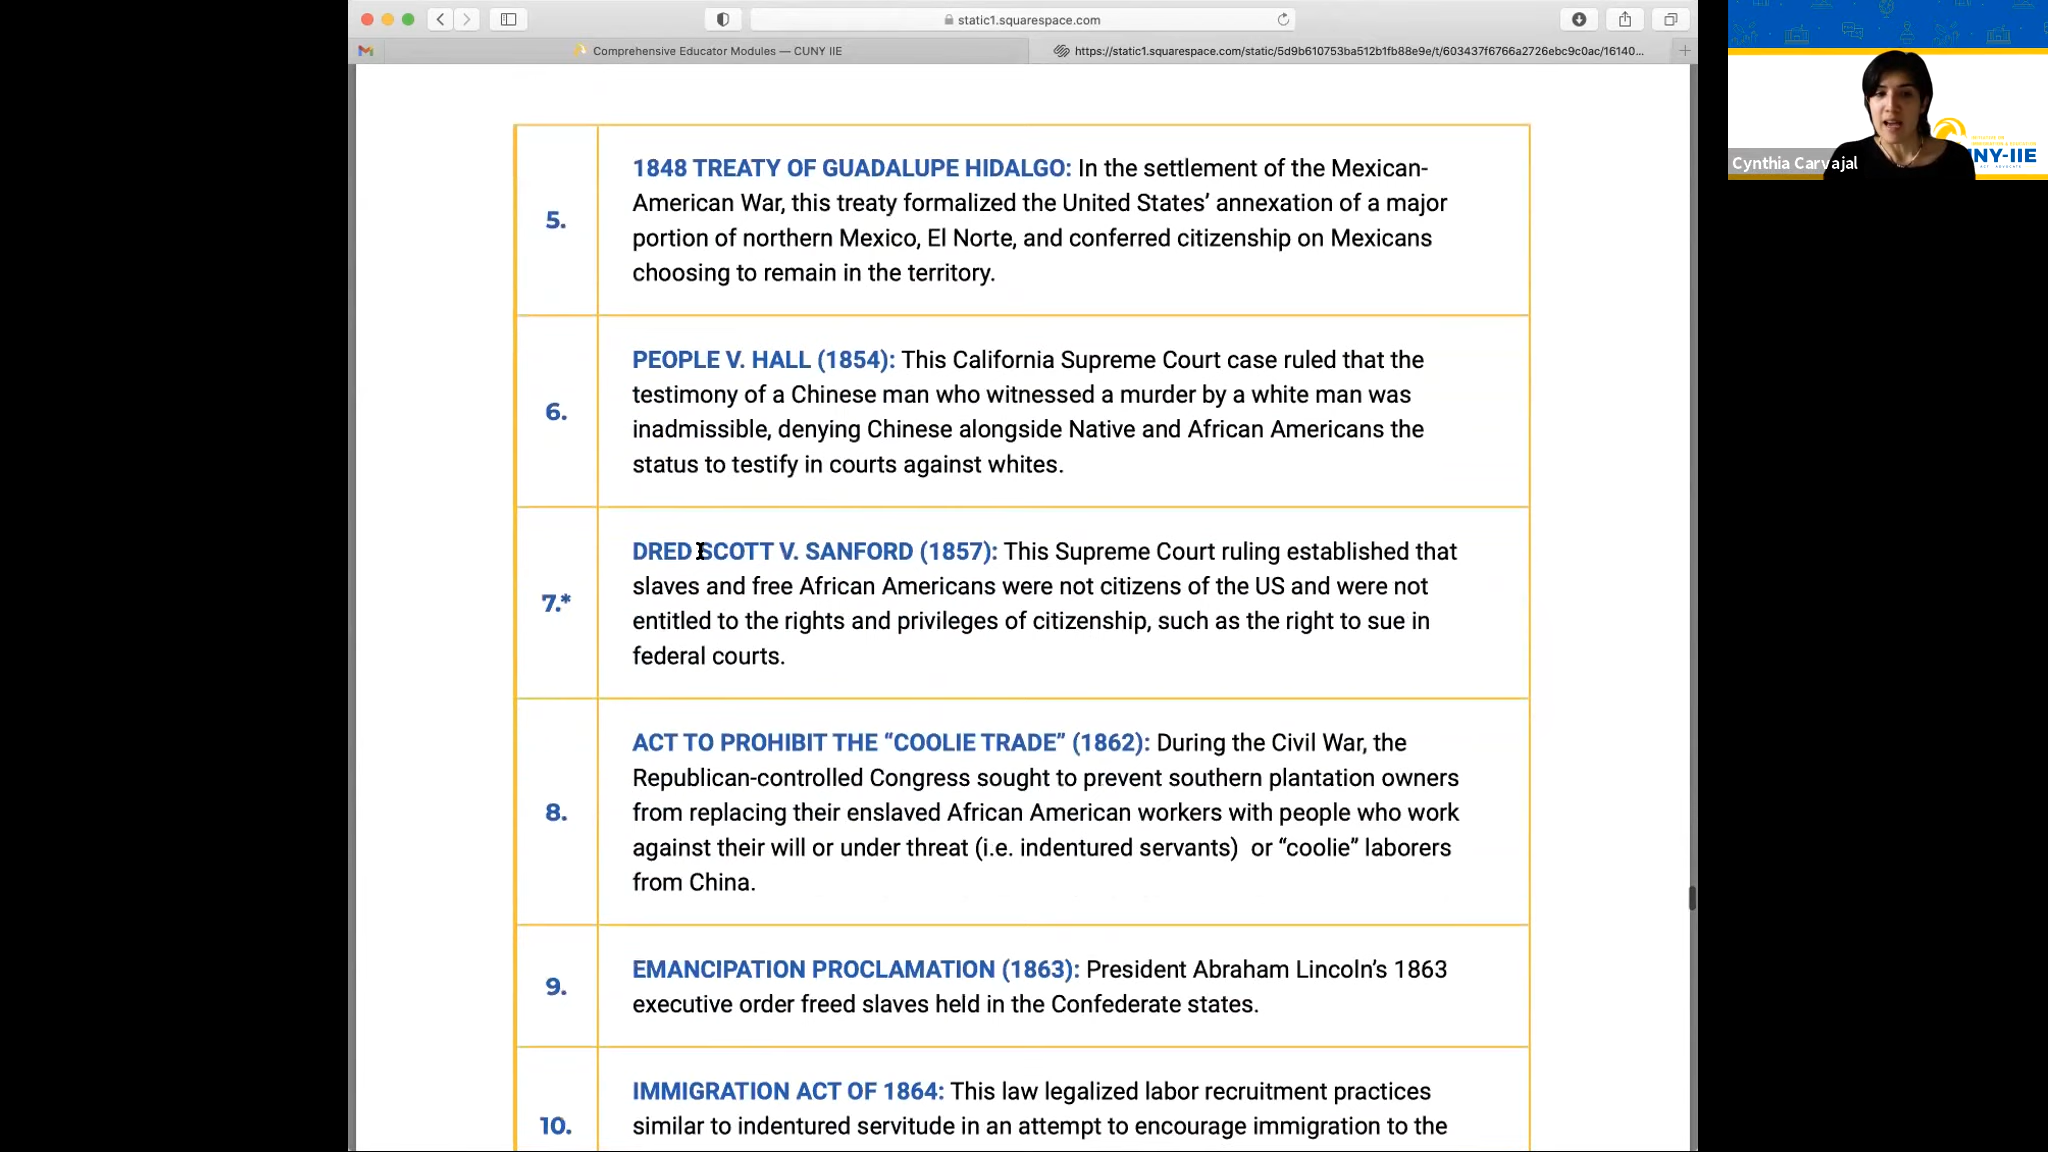 static1.squarespace.com
Comprehensive Educator Modules — CUNY IIE
https://static1.squarespace.com/static/5d9b610753ba512b1fb88e9e/t/603437f6766a2726ebc9c0ac/16140...
5.
1848 TREATY OF GUADALUPE HIDALGO: In the settlement of the Mexican-
American War, this treaty formalized the United States’ annexation of a major
portion of northern Mexico, El Norte, and conferred citizenship on Mexicans
choosing to remain in the territory.
6.
PEOPLE V. HALL (1854): This California Supreme Court case ruled that the
testimony of a Chinese man who witnessed a murder by a white man was
inadmissible, denying Chinese alongside Native and African Americans the
status to testify in courts against whites.
7.*
DRED SCOTT V. SANFORD (1857): This Supreme Court ruling established that
slaves and free African Americans were not citizens of the US and were not
entitled to the rights and privileges of citizenship, such as the right to sue in
federal courts.
8.
ACT TO PROHIBIT THE “COOLIE TRADE” (1862): During the Civil War, the
Republican-controlled Congress sought to prevent southern plantation owners
from replacing their enslaved African American workers with people who work
against their will or under threat (i.e. indentured servants) or “coolie” laborers
from China.
9.
EMANCIPATION PROCLAMATION (1863): President Abraham Lincoln’s 1863
executive order freed slaves held in the Confederate states.
10.
IMMIGRATION ACT OF 1864: This law legalized labor recruitment practices
similar to indentured servitude in an attempt to encourage immigration to the
Cynthia Carvajal
NY-IIE